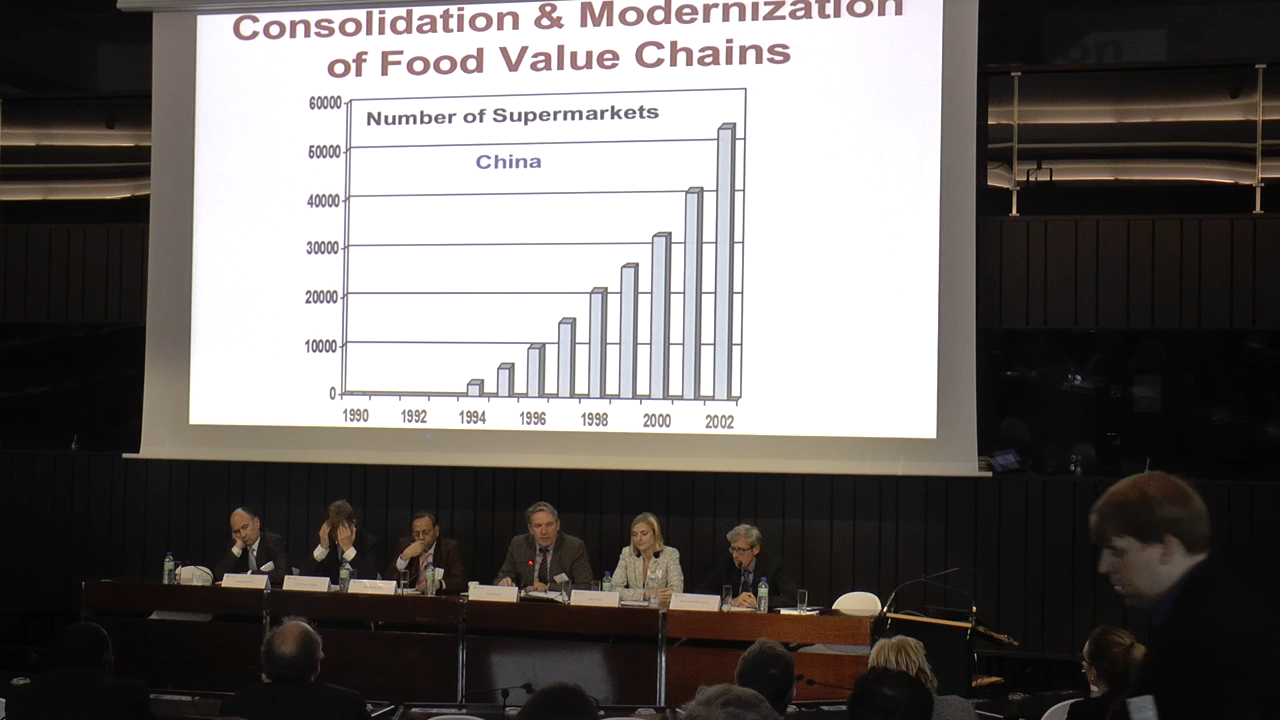 Consolidation & Modernization
of Food Value Chains
60000
Number of Supermarkets
50000
China
40000
30000
20000
10000
0
1990 1992 1994 1996 1998 2000 2002